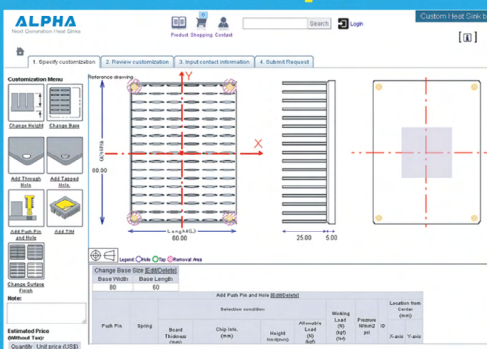 ALPHA
Next Generation Heat Sinks
Product Shopping Contact
Search
Login
Custom Heat Sink b
[i]
1. Specify customization
2. Review customization
3. Input contact information
4. Submit Request
Customization Menu
Reference drawing
Change Height
Change Base
Add Through Hole
Add Tapped Hole
Add Push Pin and Hole
Add TIM
Change Surface Finish
Note:
Estimated Price
(Without Tax):
Quantity Unit price (US$)
Y
X
80.00
Length(L)
60.00
25.00 5.00
Legend: Hole Tap Removal Area
Change Base Size [Edit/Delete]
Base Width Base Length
80 60
Add Push Pin and Hole [Edit/Delete]
Push Pin
Spring
Selection condition
Board Thickness (mm)
Chip Info. (mm)
Height
Allowable Load (N) (kgf)
Working Load (N) (kgf) (lbf)
Pressure N/mm2 psi
ID
Location from Center (mm)
X-axis Y-axis